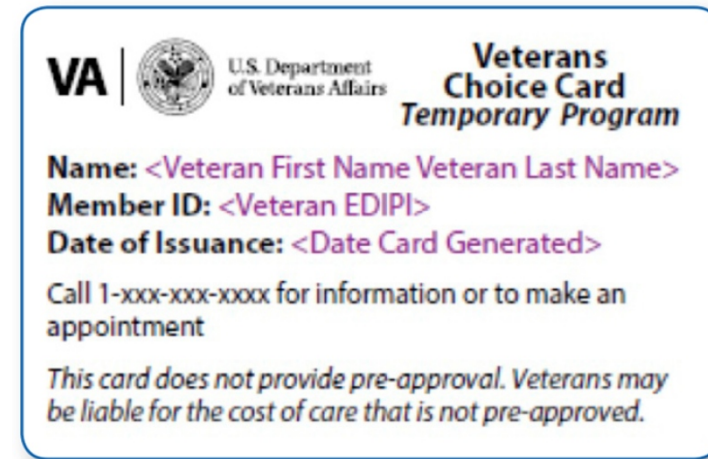 VA
U.S. Department
of Veterans Affairs
Veterans
Choice Card
Temporary Program
Name: <Veteran First Name Veteran Last Name>
Member ID: <Veteran EDIPI>
Date of Issuance: <Date Card Generated>
Call 1-xxx-xxx-xxxx for information or to make an
appointment
This card does not provide pre-approval. Veterans may
be liable for the cost of care that is not pre-approved.